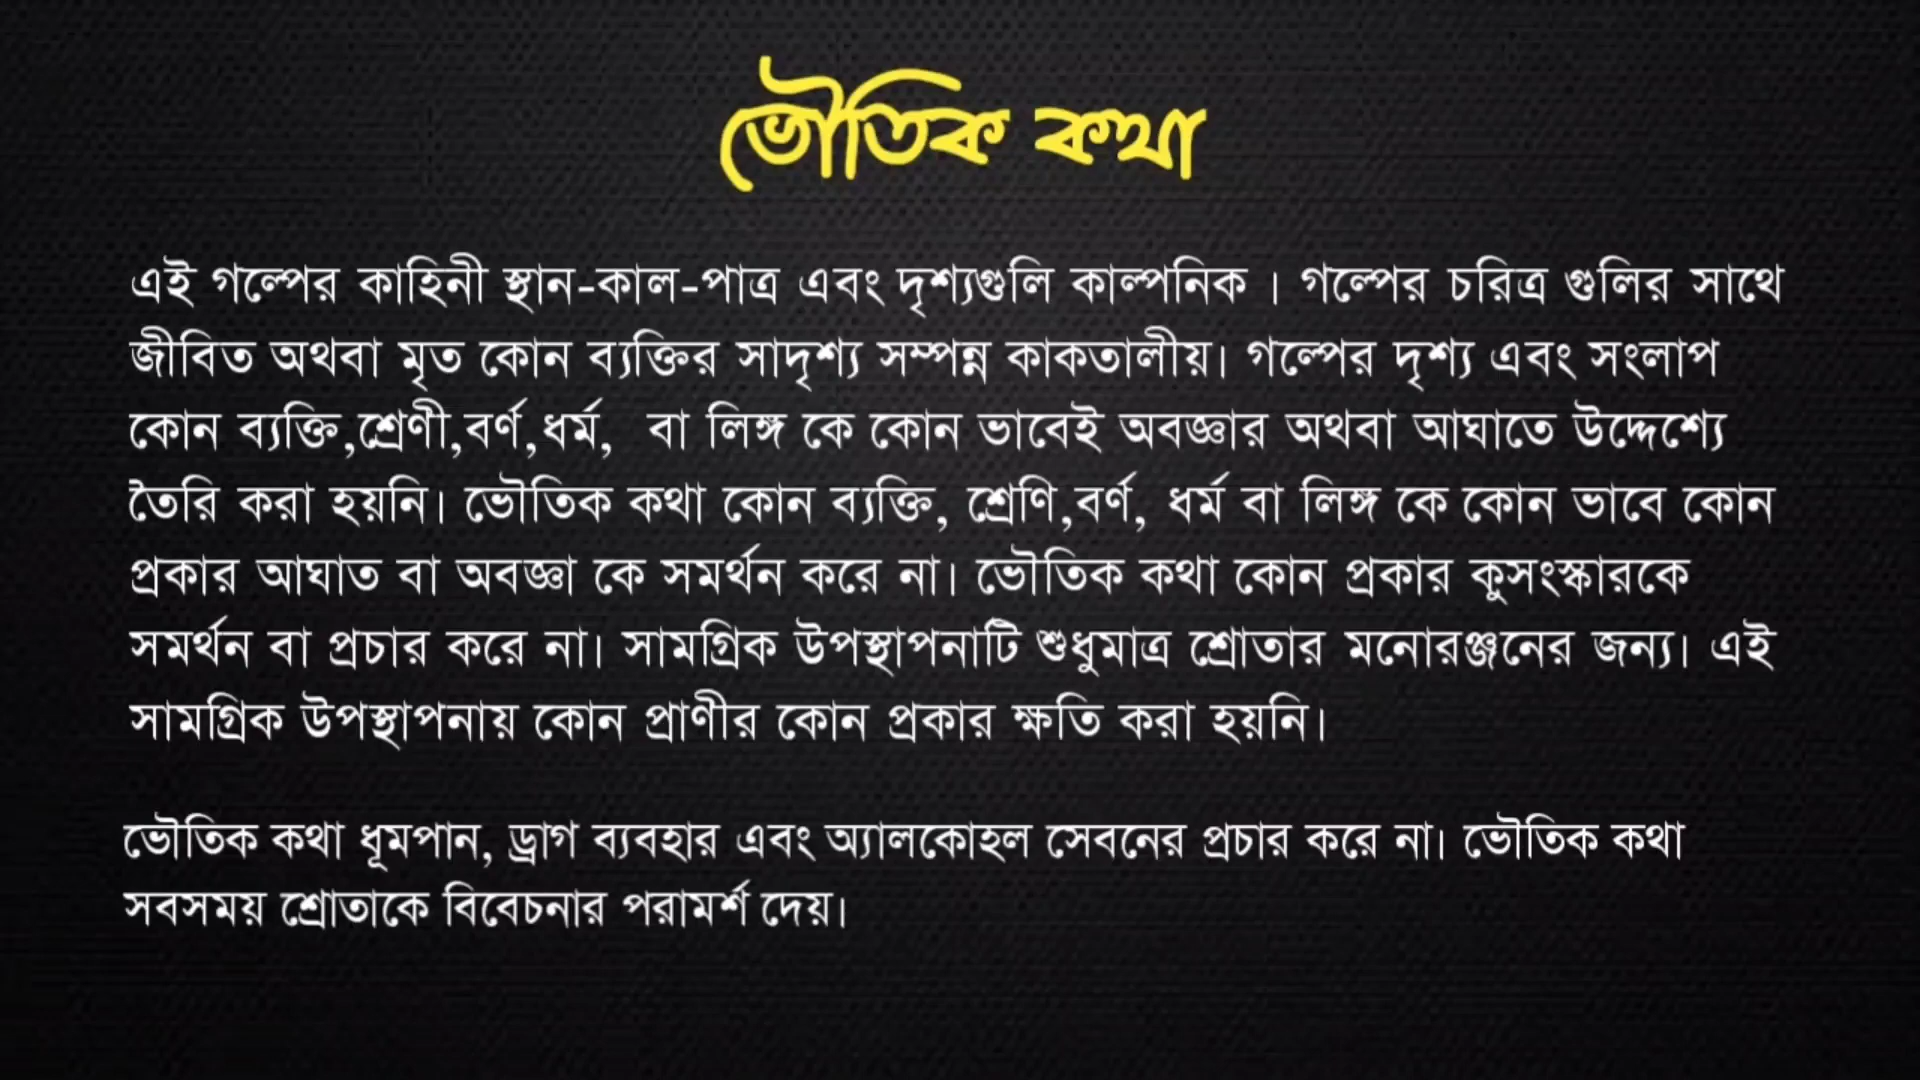 ভৌতিক কথা
এই গল্পের কাহিনী স্থান-কাল-পাত্র এবং দৃশ্যগুলি কাল্পনিক । গল্পের চরিত্র গুলির সাথে
জীবিত অথবা মৃত কোন ব্যক্তির সাদৃশ্য সম্পন্ন কাকতালীয়। গল্পের দৃশ্য এবং সংলাপ
কোন ব্যক্তি,শ্রেণী,বর্ণ,ধর্ম, বা লিঙ্গ কে কোন ভাবেই অবজ্ঞার অথবা আঘাতে উদ্দেশ্যে
তৈরি করা হয়নি। ভৌতিক কথা কোন ব্যক্তি, শ্রেণি,বর্ণ, ধর্ম বা লিঙ্গ কে কোন ভাবে কোন
প্রকার আঘাত বা অবজ্ঞা কে সমর্থন করে না। ভৌতিক কথা কোন প্রকার কুসংস্কারকে
সমর্থন বা প্রচার করে না। সামগ্রিক উপস্থাপনাটি শুধুমাত্র শ্রোতার মনোরঞ্জনের জন্য। এই
সামগ্রিক উপস্থাপনায় কোন প্রাণীর কোন প্রকার ক্ষতি করা হয়নি।
ভৌতিক কথা ধূমপান, ড্রাগ ব্যবহার এবং অ্যালকোহল সেবনের প্রচার করে না। ভৌতিক কথা
সবসময় শ্রোতাকে বিবেচনার পরামর্শ দেয়।